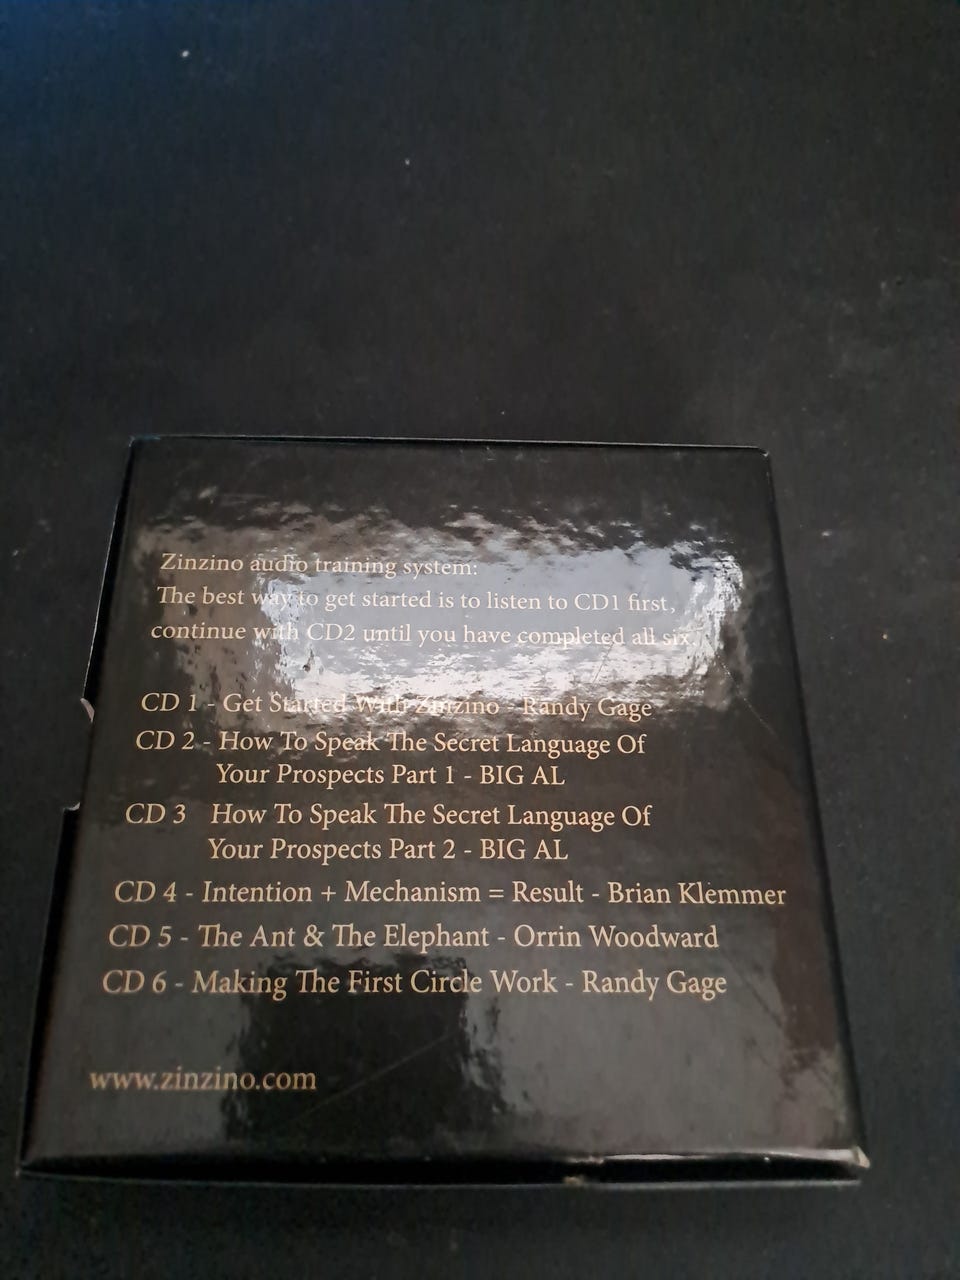 Zinzino audio training system:
The best way to get started is to listen to CD1 first,
continue with CD2 until you have completed all six.
CD 1 - Get Started With Zinzino - Randy Gage
CD 2 - How To Speak The Secret Language Of
Your Prospects Part 1 - BIG AL
CD 3 How To Speak The Secret Language Of
Your Prospects Part 2 - BIG AL
CD 4 - Intention + Mechanism = Result - Brian Klemmer
CD 5 - The Ant & The Elephant - Orrin Woodward
CD 6 - Making The First Circle Work - Randy Gage
www.zinzino.com